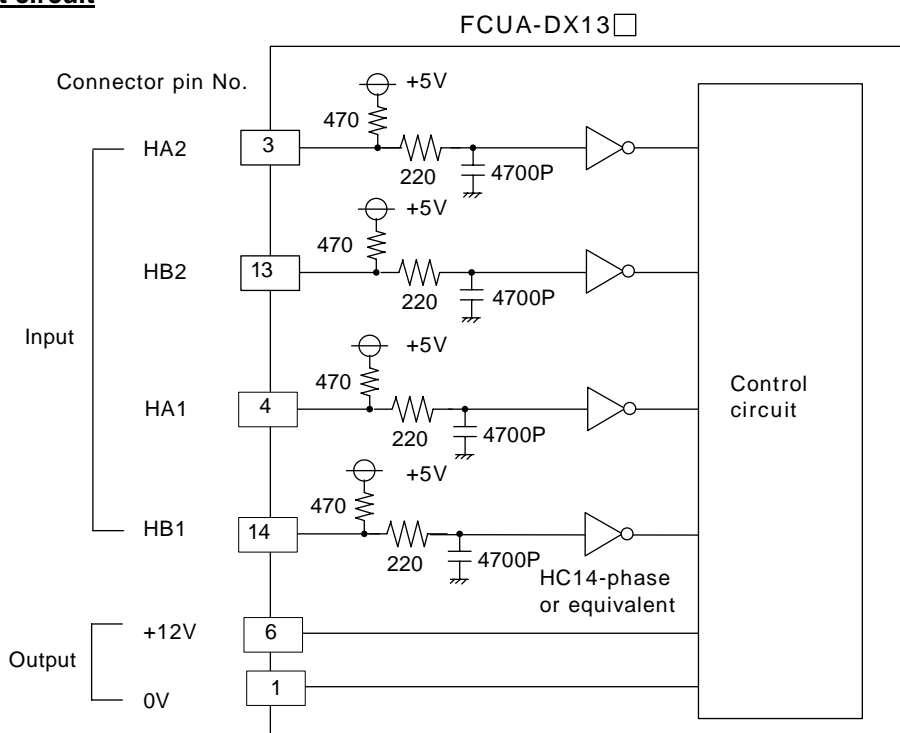 t circuit
FCUA-DX13□
Connector pin No.
+5V
470
HA2
3
220
4700P
+5V
470
HB2
13
220
4700P
Input
+5V
470
HA1
4
220
4700P
Control
circuit
+5V
470
HB1
14
220
4700P
HC14-phase
or equivalent
+12V
6
Output
1
0V